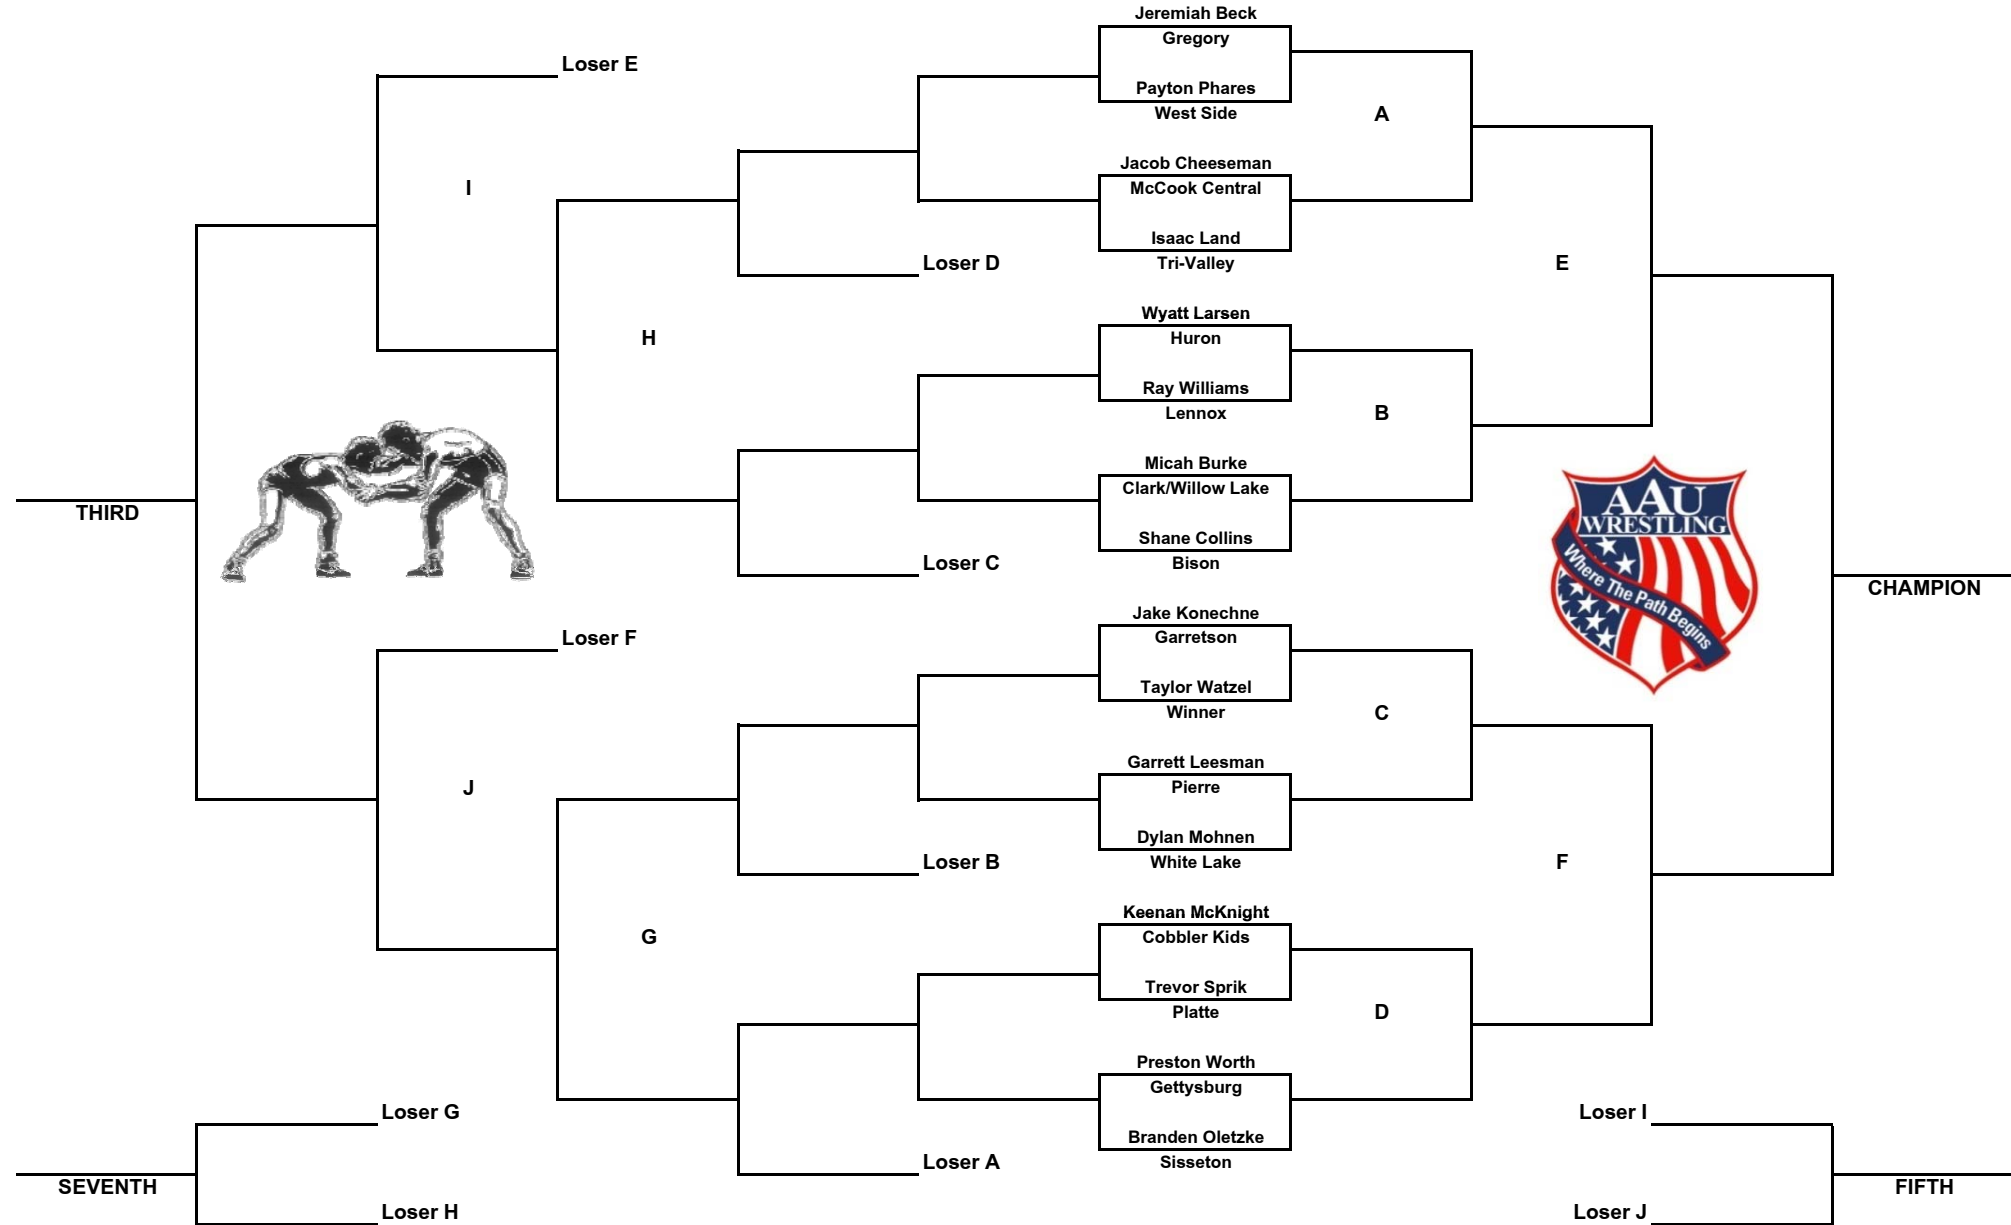 Jeremiah Beck
Gregory
Loser E
Payton Phares
West Side
A
Jacob Cheeseman
McCook Central
I
Isaac Land
Tri-Valley
Loser D
E
Wyatt Larsen
Huron
H
Ray Williams
Lennox
B
Micah Burke
Clark/Willow Lake
THIRD
AAU
WRESTLING
Where The Path Begins
Shane Collins
Bison
Loser C
CHAMPION
Jake Konechne
Garretson
Loser F
Taylor Watzel
Winner
C
Garrett Leesman
Pierre
J
Dylan Mohnen
White Lake
Loser B
F
Keenan McKnight
Cobbler Kids
G
Trevor Sprik
Platte
D
Preston Worth
Gettysburg
Loser G
Loser I
Branden Oletzke
Sisseton
Loser A
SEVENTH
FIFTH
Loser H
Loser J